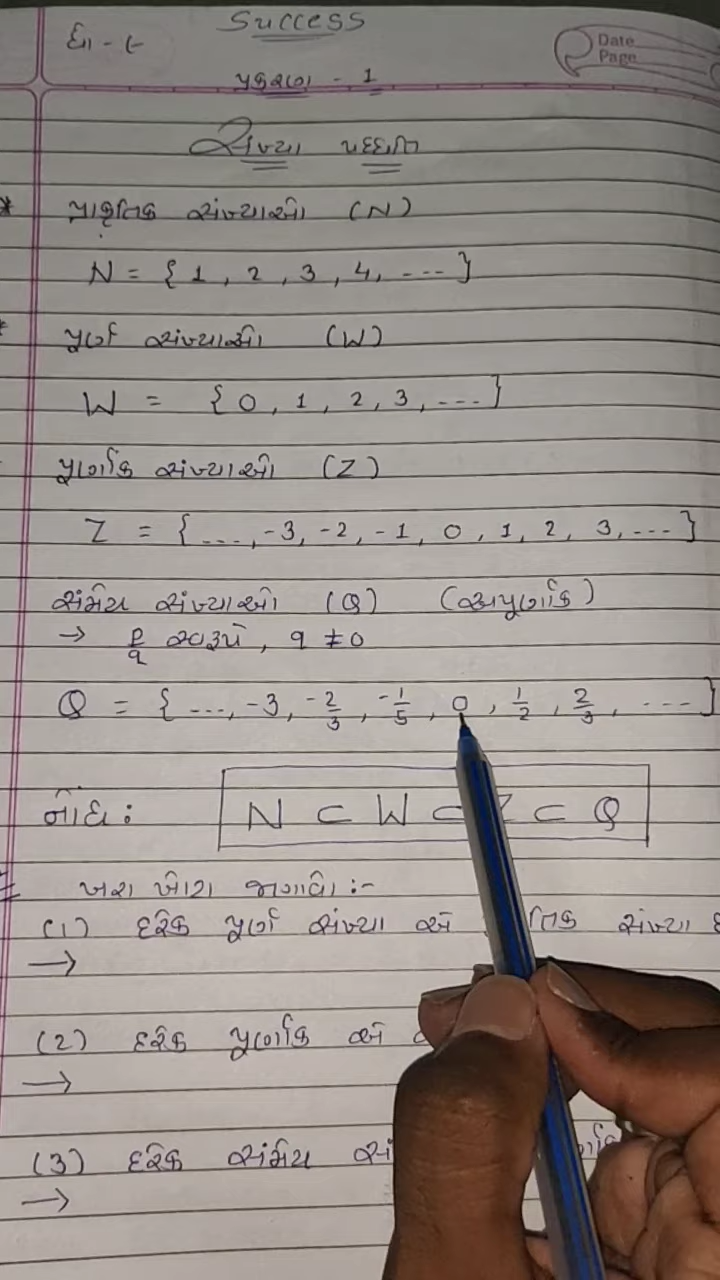 ધો - ૯ Success
Date
Page
પ્રકરણ - 1
સંખ્યા પદ્ધતિ
* પ્રાકૃતિક સંખ્યાઓ (N)
N = { 1 , 2 , 3 , 4, --- }
* પૂર્ણ સંખ્યાઓ (W)
W = { 0 , 1 , 2 , 3 , --- }
પૂર્ણાંક સંખ્યાઓ (Z)
Z = { ---, -3, -2, -1, 0, 1, 2, 3, --- }
સંમેય સંખ્યાઓ (Q) (અપૂર્ણાંક)
→ p/q સ્વરૂપે, q ≠ 0
Q = { ---, -3, -2/3, -1/5, 0, 1/2, 2/3, --- }
નોંધ : N ⊂ W ⊂ Z ⊂ Q
ખરા ખોટા જણાવો :-
(1) દરેક પૂર્ણ સંખ્યા એ તિક સંખ્યા
→
(2) દરેક પૂર્ણાંક એ
→
(3) દરેક સંમેય સં
→